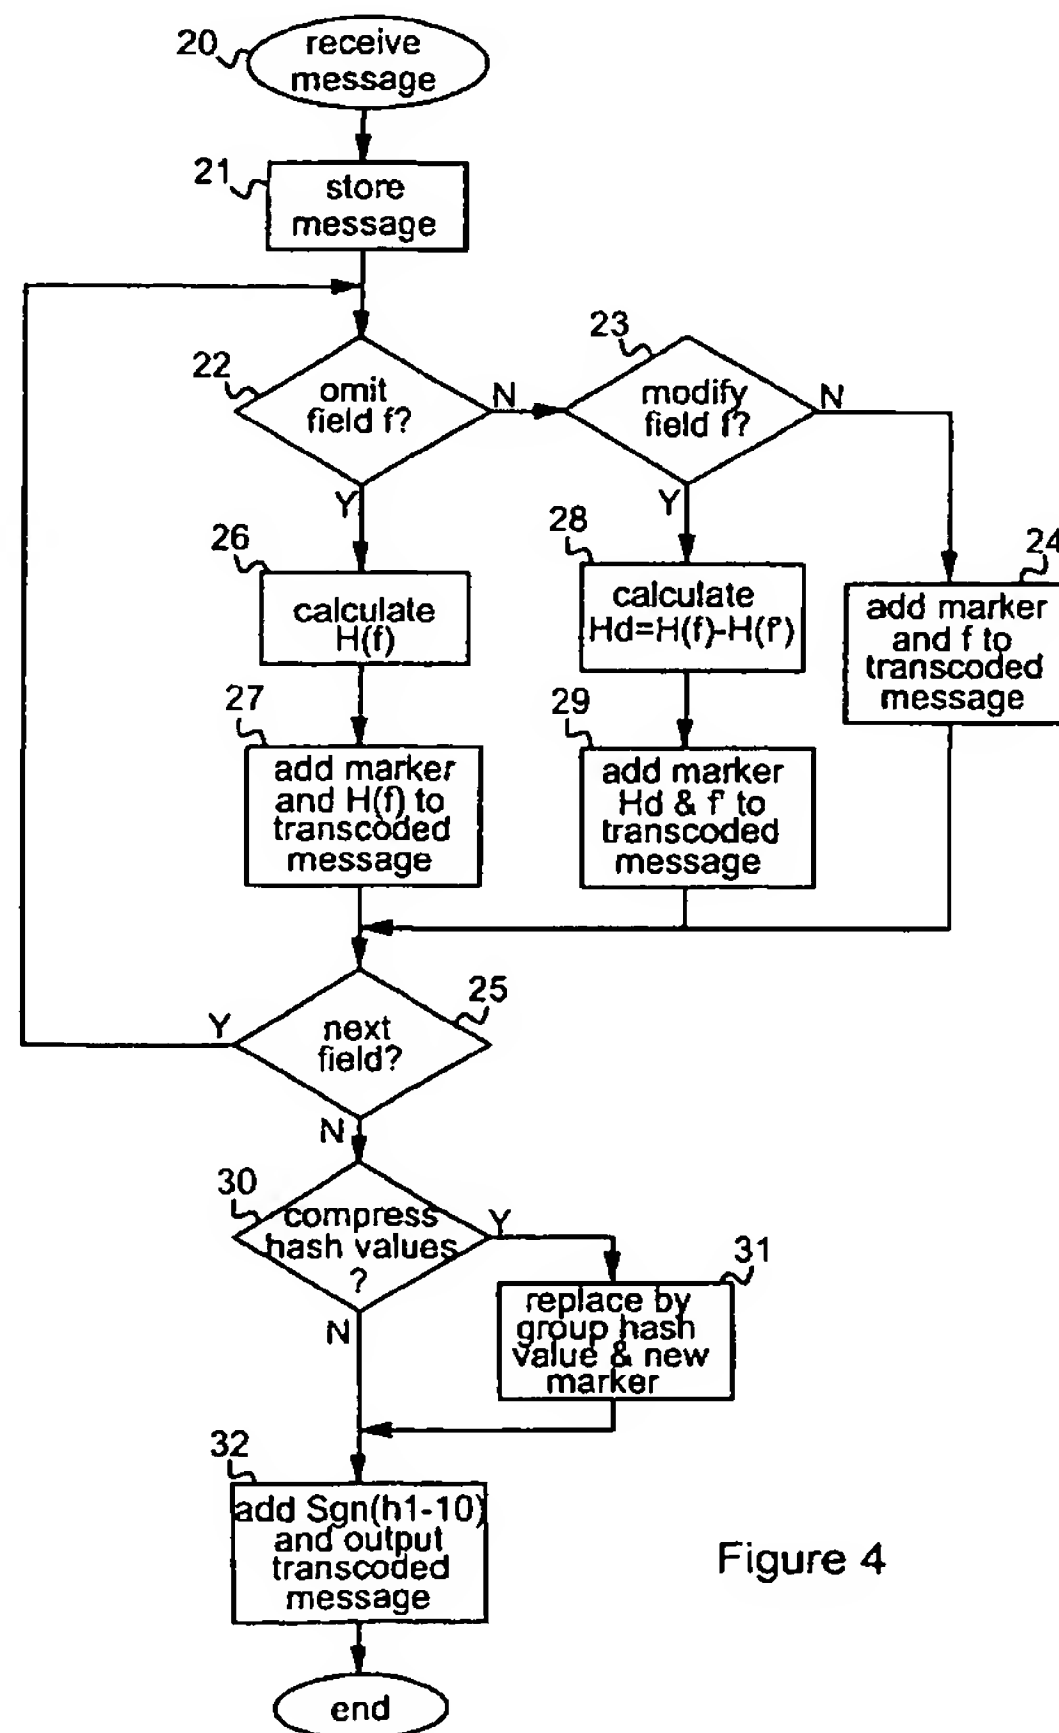 20
receive
message
21
store
message
22
omit
field f?
N
Y
23
modify
field f'?
N
Y
26
calculate
H(f)
28
calculate
Hd=H(f)-H(f')
24
add marker
and f to
transcoded
message
27
add marker
and H(f) to
transcoded
message
29
add marker
Hd & f' to
transcoded
message
25
next
field?
Y
N
30
compress
hash values
?
Y
N
31
replace by
group hash
value & new
marker
32
add Sgn(h1-10)
and output
transcoded
message
end
Figure 4